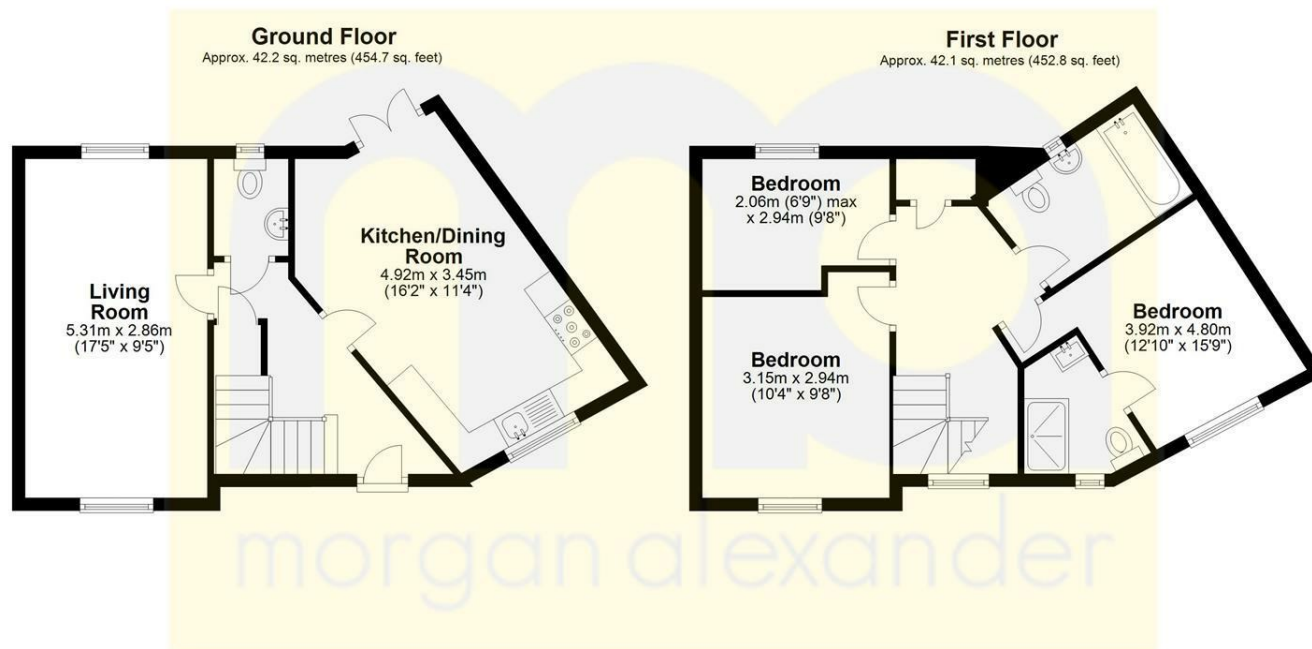 Ground Floor
Approx. 42.2 sq. metres (454.7 sq. feet)
Living
Room
5.31m x 2.86m
(17'5" x 9'5")
Kitchen/Dining
Room
4.92m x 3.45m
(16'2" x 11'4")
First Floor
Approx. 42.1 sq. metres (452.8 sq. feet)
Bedroom
2.06m (6'9") max
x 2.94m (9'8")
Bedroom
3.15m x 2.94m
(10'4" x 9'8")
Bedroom
3.92m x 4.80m
(12'10" x 15'9")
morgan alexander